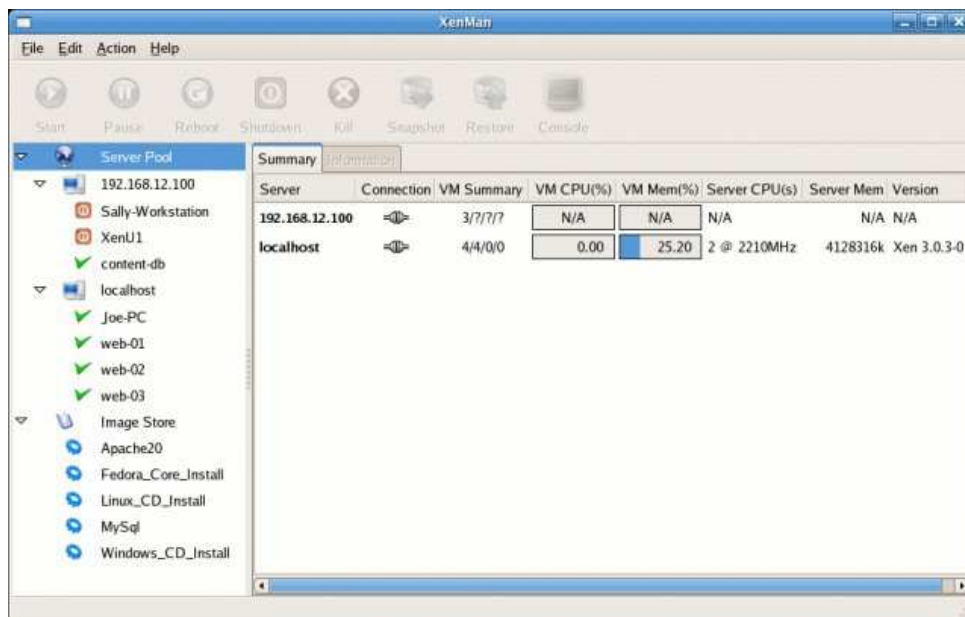 XenMan
File Edit Action Help
Start Pause Reboot Shutdown Kill Snapshot Restore Console
Server Pool
192.168.12.100
Sally-Workstation
XenU1
content-db
localhost
Joe-PC
web-01
web-02
web-03
Image Store
Apache20
Fedora_Core_Install
Linux_CD_Install
MySql
Windows_CD_Install
Summary Information
Server Connection VM Summary VM CPU(%) VM Mem(%) Server CPU(s) Server Mem Version
192.168.12.100 3/?/?/? N/A N/A N/A N/A N/A
localhost 4/4/0/0 0.00 25.20 2 @ 2210MHz 4128316k Xen 3.0.3-0